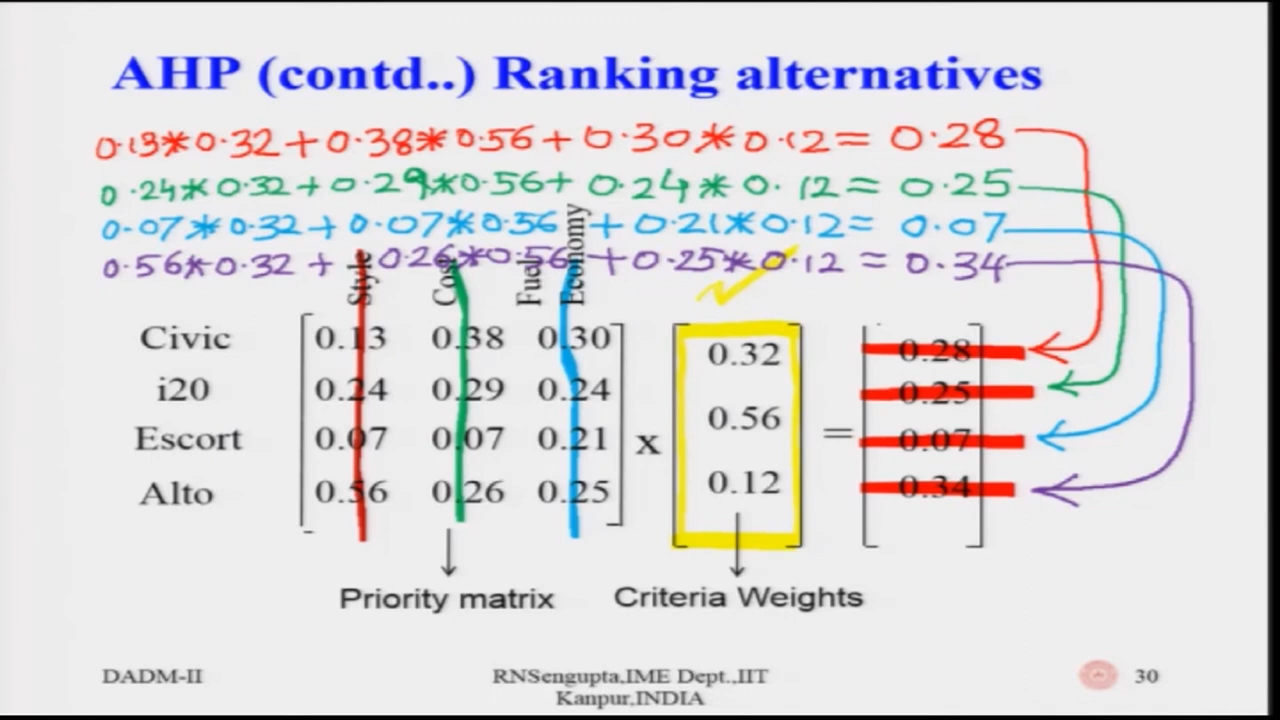 AHP (contd..) Ranking alternatives
0.13*0.32+0.38*0.56+0.30*0.12= 0.28
0.24*0.32+0.29*0.56+ 0.24*0.12= 0.25
0.07*0.32+0.07*0.56 +0.21*0.12= 0.07
0.56*0.32 + 0.26*0.56 +0.25*0.12 = 0.34
Style Cost Fuel Economy
Civic 0.13 0.38 0.30 0.32 0.28
i20 0.24 0.29 0.24 0.56 0.25
Escort 0.07 0.07 0.21 x = 0.07
Alto 0.56 0.26 0.25 0.12 0.34
Priority matrix Criteria Weights
DADM-II RNSengupta,IME Dept.,IIT 30
Kanpur,INDIA